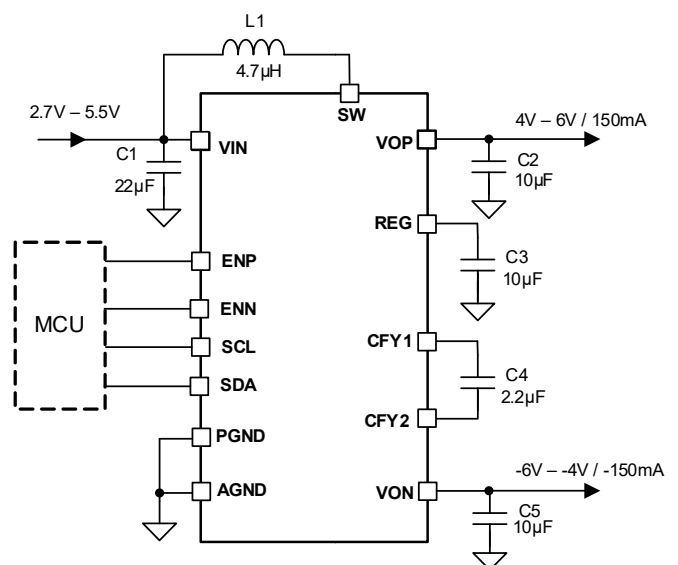 L1
4.7µH
2.7V – 5.5V
SW
4V – 6V / 150mA
VIN
VOP
C1
22µF
C2
10µF
REG
C3
10µF
ENP
ENN
MCU
SCL
SDA
CFY1
C4
2.2µF
CFY2
PGND
AGND
VON
-6V – -4V / -150mA
C5
10µF